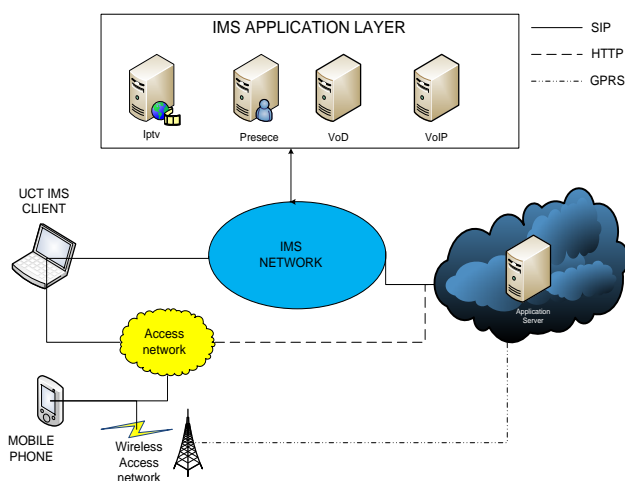 IMS APPLICATION LAYER
Iptv
Presece
VoD
VoIP
SIP
HTTP
GPRS
UCT IMS
CLIENT
IMS
NETWORK
Application
Server
Access
network
MOBILE
PHONE
Wireless
Access
network